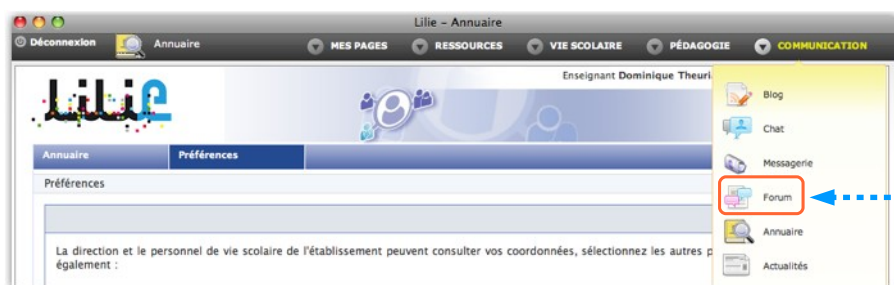 Lilie – Annuaire
Déconnexion Annuaire MES PAGES RESSOURCES VIE SCOLAIRE PÉDAGOGIE COMMUNICATION
Enseignant Dominique
Lilie
Blog
Chat
Messagerie
Forum
Annuaire
Actualités
Annuaire Préférences
Préférences
La direction et le personnel de vie scolaire de l'établissement peuvent consulter vos coordonnées, sélectionnez les autres
également :